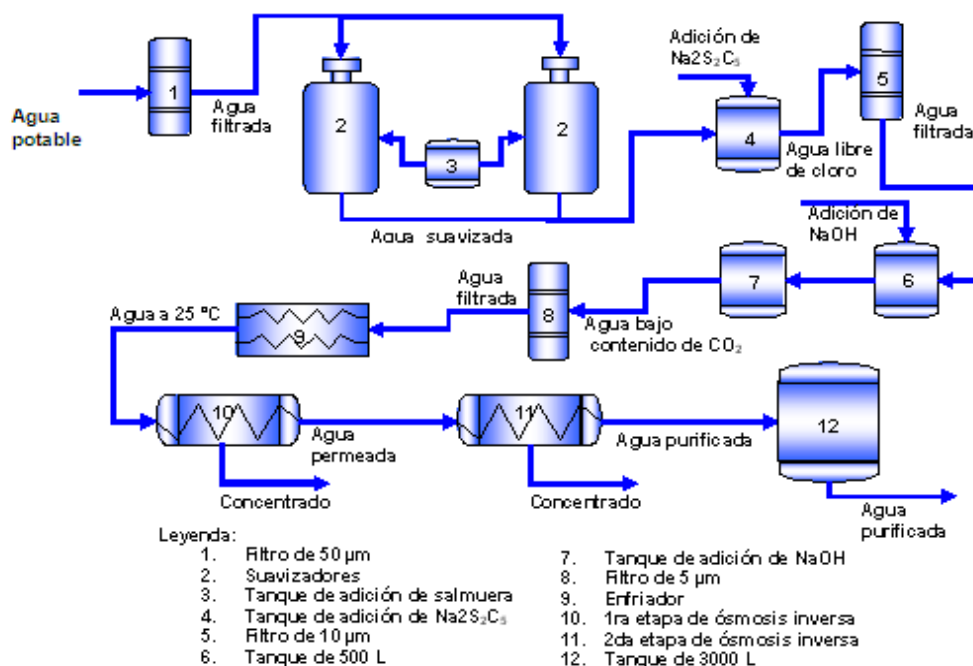 Adición de
Na2S₂C₅
Agua
potable
1
Agua
filtrada
2
3
2
4
Agua libre
de cloro
5
Agua
filtrada
Agua suavizada
Adición de
NaOH
Agua a 25 ºC
9
Agua
filtrada
8
Agua bajo
contenido de CO₂
7
6
10
Agua
permeada
Concentrado
11
Agua purificada
Concentrado
12
Agua
purificada
Leyenda:
1. Filtro de 50 µm
2. Suavizadores
3. Tanque de adición de salmuera
4. Tanque de adición de Na2S₂C₅
5. Filtro de 10 µm
6. Tanque de 500 L
7. Tanque de adición de NaOH
8. Filtro de 5 µm
9. Enfriador
10. 1ra etapa de ósmosis inversa
11. 2da etapa de ósmosis inversa
12. Tanque de 3000 L